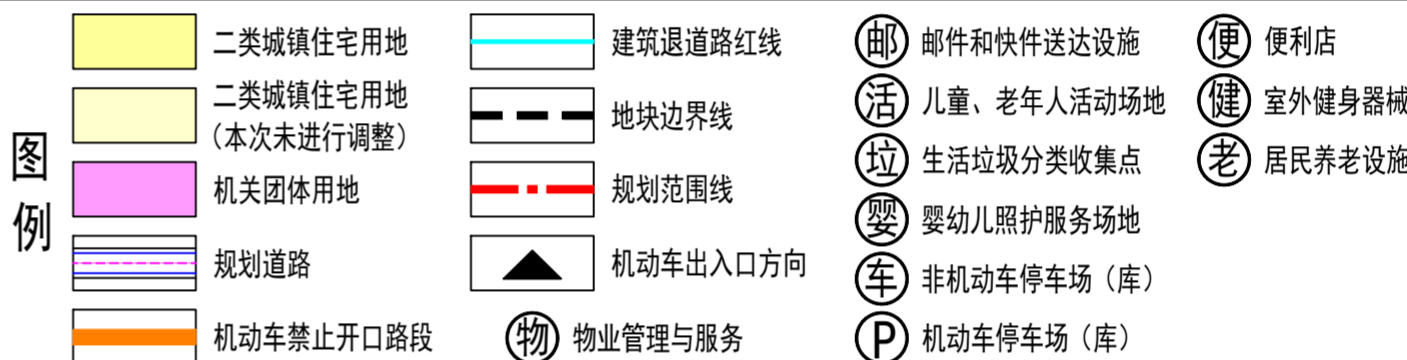 图例
二类城镇住宅用地
二类城镇住宅用地
（本次未进行调整）
机关团体用地
规划道路
机动车禁止开口路段
建筑退道路红线
地块边界线
规划范围线
机动车出入口方向
物 物业管理与服务
邮 邮件和快件送达设施
活 儿童、老年人活动场地
垃 生活垃圾分类收集点
婴 婴幼儿照护服务场地
车 非机动车停车场（库）
P 机动车停车场（库）
便 便利店
健 室外健身器械
老 居民养老设施